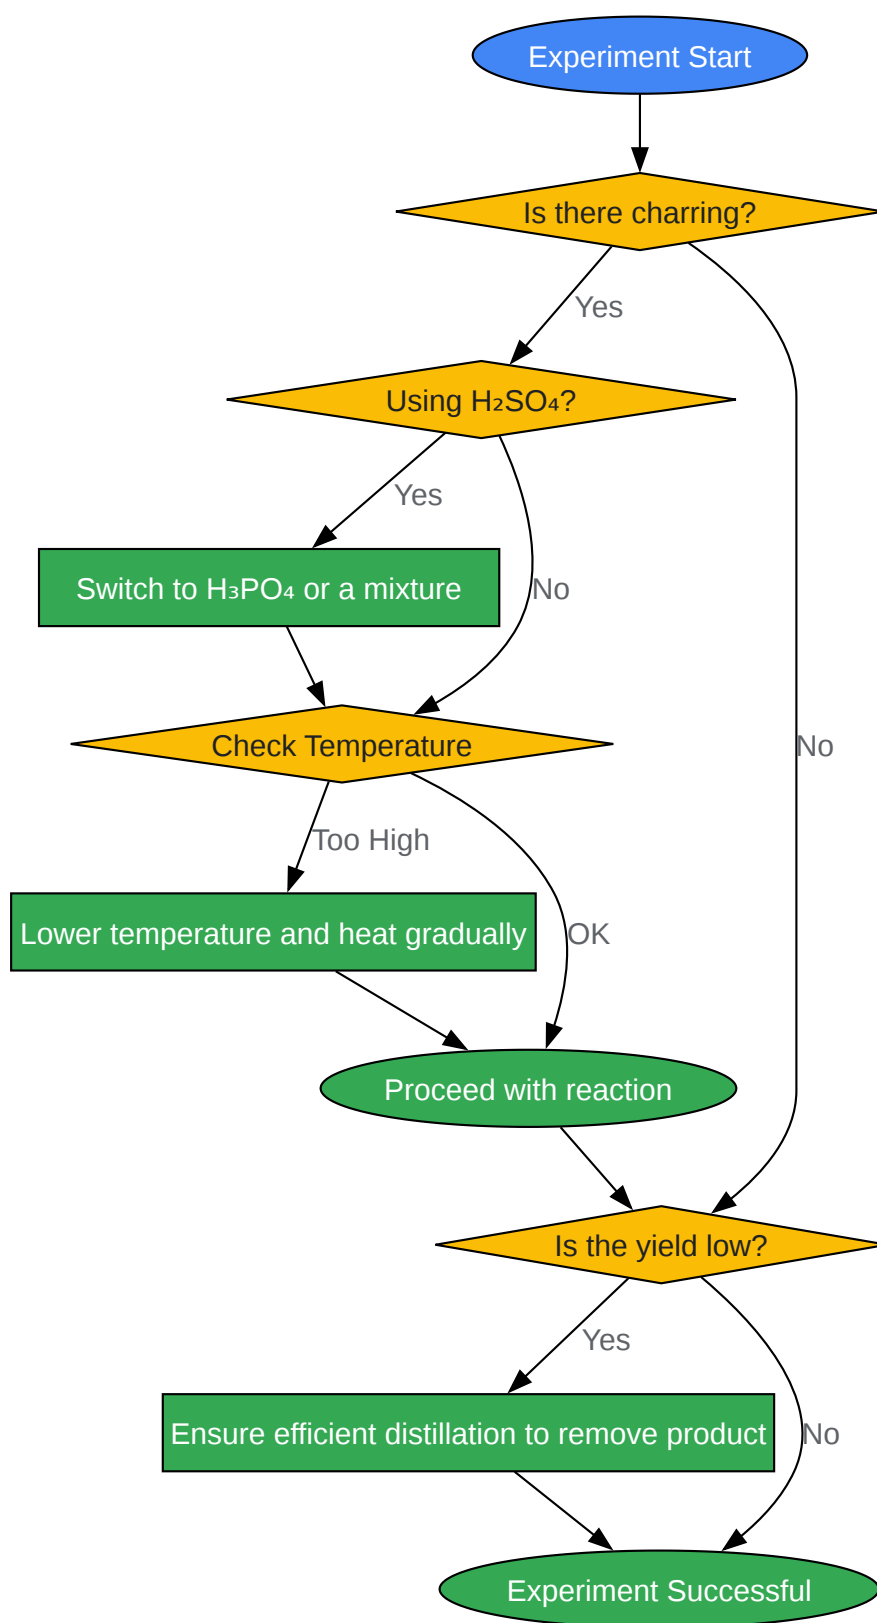 Experiment Start
Is there charring?
Yes
Using H₂SO₄?
Yes
Switch to H₃PO₄ or a mixture
No
Check Temperature
No
Too High
Lower temperature and heat gradually
OK
Proceed with reaction
Is the yield low?
Yes
Ensure efficient distillation to remove product
No
Experiment Successful